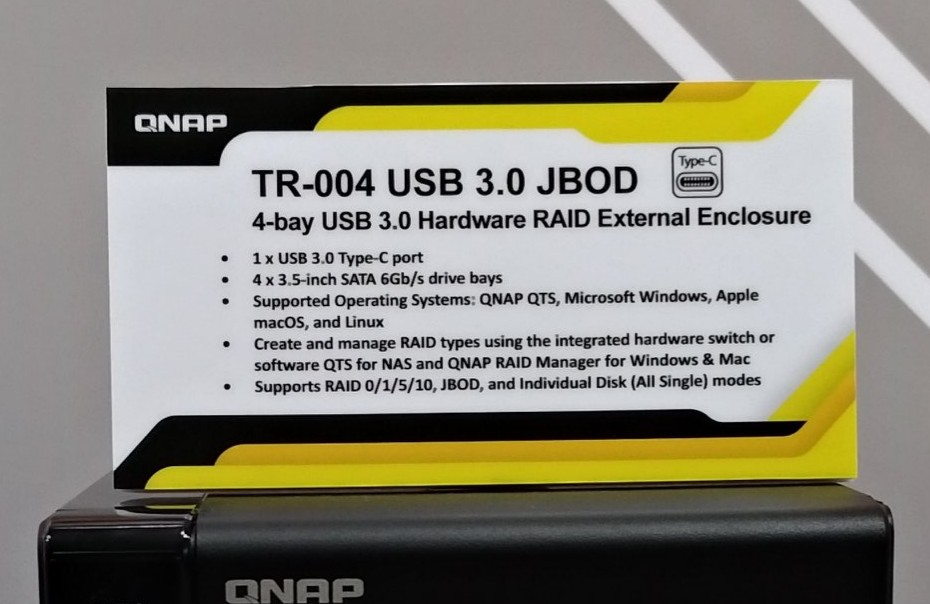 QNAP
Type-C
TR-004 USB 3.0 JBOD
4-bay USB 3.0 Hardware RAID External Enclosure
• 1 x USB 3.0 Type-C port
• 4 x 3.5-inch SATA 6Gb/s drive bays
• Supported Operating Systems: QNAP QTS, Microsoft Windows, Apple
macOS, and Linux
• Create and manage RAID types using the integrated hardware switch or
software QTS for NAS and QNAP RAID Manager for Windows & Mac
• Supports RAID 0/1/5/10, JBOD, and Individual Disk (All Single) modes
QNAP